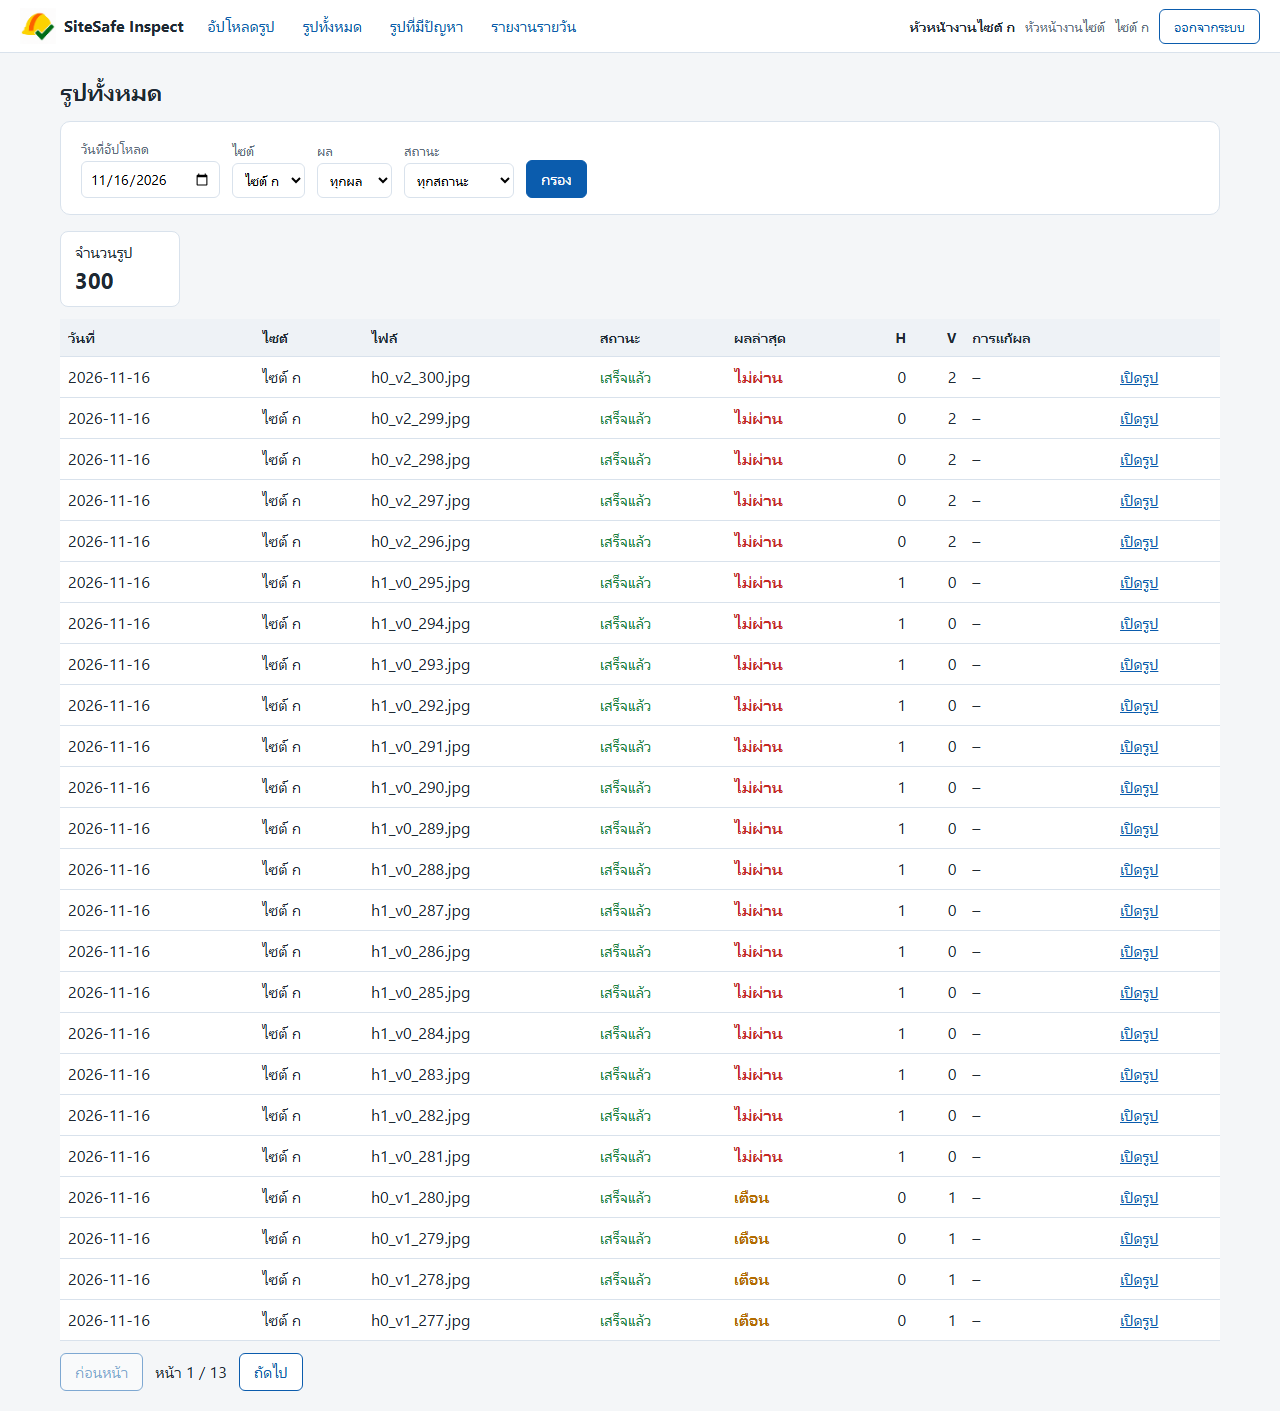 SiteSafe Inspect อัปโหลดรูป รูปทั้งหมด รูปที่มีปัญหา รายงานรายวัน หัวหน้างานไซต์ ก หัวหน้างานไซต์ ไซต์ ก ออกจากระบบ
รูปทั้งหมด
วันที่อัปโหลด ไซต์ ผล สถานะ
11/16/2026 ไซต์ ก ทุกผล ทุกสถานะ กรอง
จำนวนรูป
300
วันที่ ไซต์ ไฟล์ สถานะ ผลล่าสุด H V การแก้ผล
2026-11-16 ไซต์ ก h0_v2_300.jpg เสร็จแล้ว ไม่ผ่าน 0 2 – เปิดรูป
2026-11-16 ไซต์ ก h0_v2_299.jpg เสร็จแล้ว ไม่ผ่าน 0 2 – เปิดรูป
2026-11-16 ไซต์ ก h0_v2_298.jpg เสร็จแล้ว ไม่ผ่าน 0 2 – เปิดรูป
2026-11-16 ไซต์ ก h0_v2_297.jpg เสร็จแล้ว ไม่ผ่าน 0 2 – เปิดรูป
2026-11-16 ไซต์ ก h0_v2_296.jpg เสร็จแล้ว ไม่ผ่าน 0 2 – เปิดรูป
2026-11-16 ไซต์ ก h1_v0_295.jpg เสร็จแล้ว ไม่ผ่าน 1 0 – เปิดรูป
2026-11-16 ไซต์ ก h1_v0_294.jpg เสร็จแล้ว ไม่ผ่าน 1 0 – เปิดรูป
2026-11-16 ไซต์ ก h1_v0_293.jpg เสร็จแล้ว ไม่ผ่าน 1 0 – เปิดรูป
2026-11-16 ไซต์ ก h1_v0_292.jpg เสร็จแล้ว ไม่ผ่าน 1 0 – เปิดรูป
2026-11-16 ไซต์ ก h1_v0_291.jpg เสร็จแล้ว ไม่ผ่าน 1 0 – เปิดรูป
2026-11-16 ไซต์ ก h1_v0_290.jpg เสร็จแล้ว ไม่ผ่าน 1 0 – เปิดรูป
2026-11-16 ไซต์ ก h1_v0_289.jpg เสร็จแล้ว ไม่ผ่าน 1 0 – เปิดรูป
2026-11-16 ไซต์ ก h1_v0_288.jpg เสร็จแล้ว ไม่ผ่าน 1 0 – เปิดรูป
2026-11-16 ไซต์ ก h1_v0_287.jpg เสร็จแล้ว ไม่ผ่าน 1 0 – เปิดรูป
2026-11-16 ไซต์ ก h1_v0_286.jpg เสร็จแล้ว ไม่ผ่าน 1 0 – เปิดรูป
2026-11-16 ไซต์ ก h1_v0_285.jpg เสร็จแล้ว ไม่ผ่าน 1 0 – เปิดรูป
2026-11-16 ไซต์ ก h1_v0_284.jpg เสร็จแล้ว ไม่ผ่าน 1 0 – เปิดรูป
2026-11-16 ไซต์ ก h1_v0_283.jpg เสร็จแล้ว ไม่ผ่าน 1 0 – เปิดรูป
2026-11-16 ไซต์ ก h1_v0_282.jpg เสร็จแล้ว ไม่ผ่าน 1 0 – เปิดรูป
2026-11-16 ไซต์ ก h1_v0_281.jpg เสร็จแล้ว ไม่ผ่าน 1 0 – เปิดรูป
2026-11-16 ไซต์ ก h0_v1_280.jpg เสร็จแล้ว เตือน 0 1 – เปิดรูป
2026-11-16 ไซต์ ก h0_v1_279.jpg เสร็จแล้ว เตือน 0 1 – เปิดรูป
2026-11-16 ไซต์ ก h0_v1_278.jpg เสร็จแล้ว เตือน 0 1 – เปิดรูป
2026-11-16 ไซต์ ก h0_v1_277.jpg เสร็จแล้ว เตือน 0 1 – เปิดรูป
ก่อนหน้า หน้า 1 / 13 ถัดไป